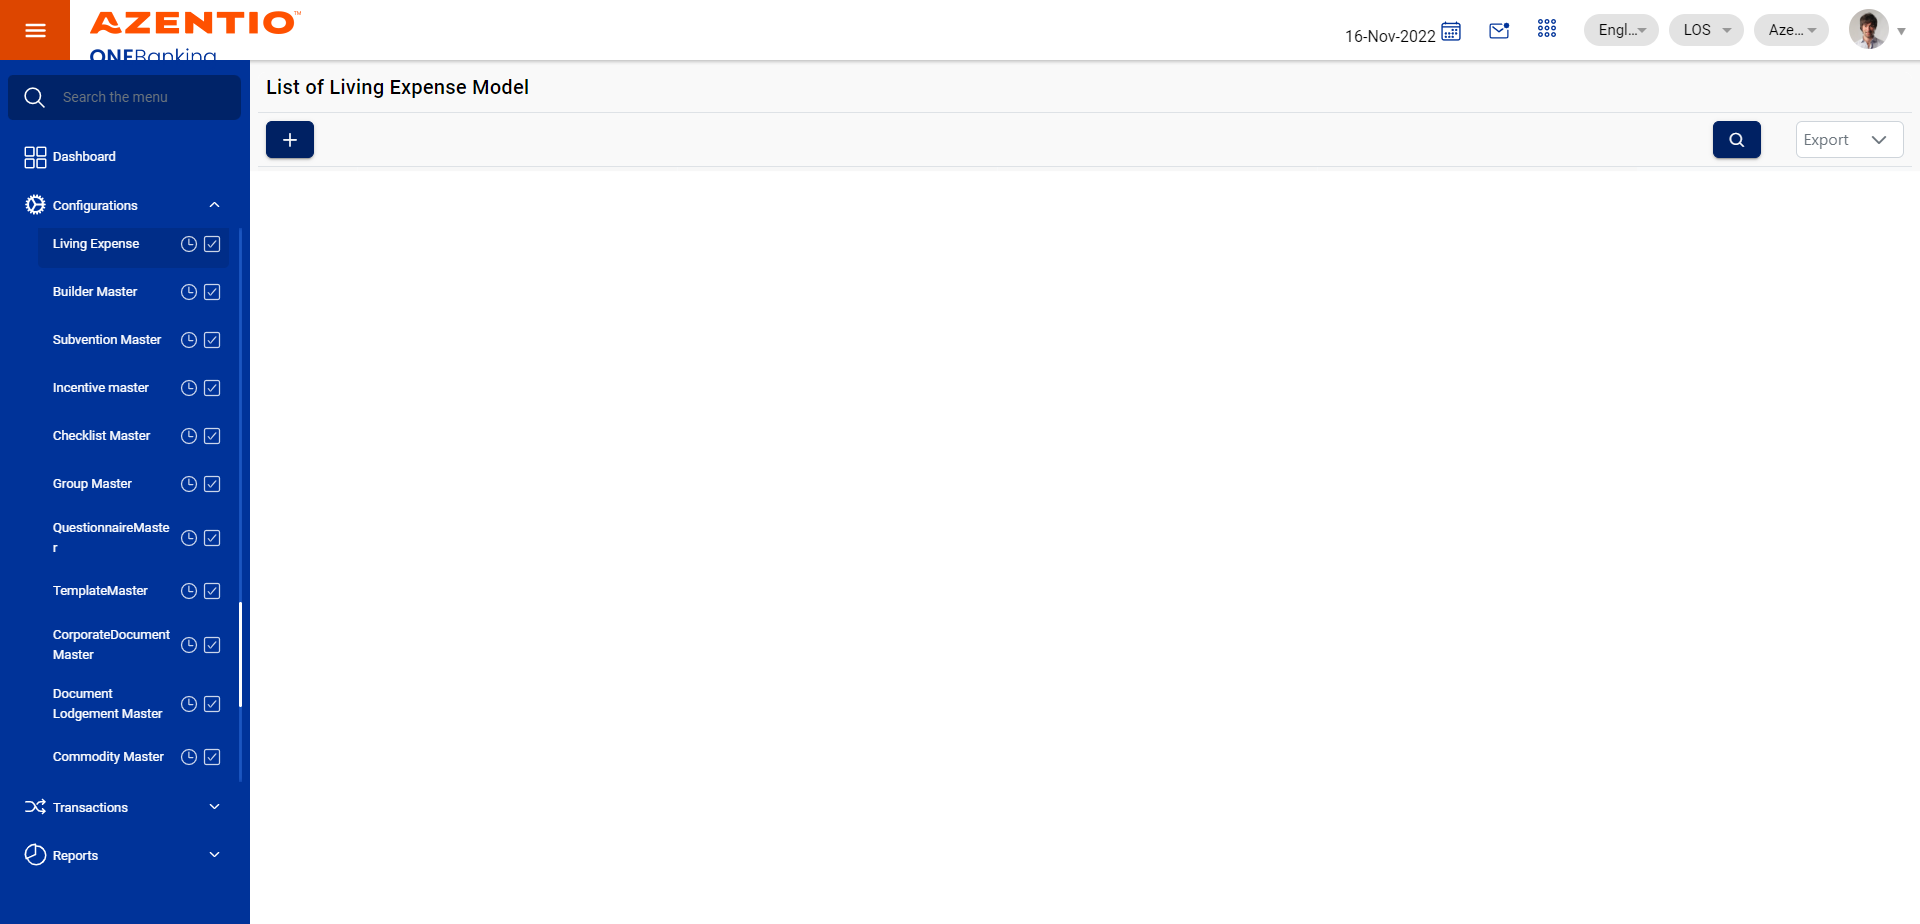 AZENTIO™
ONEBanking
16-Nov-2022
Engl...
LOS
Aze...
Search the menu
Dashboard
Configurations
Living Expense
Builder Master
Subvention Master
Incentive master
Checklist Master
Group Master
QuestionnaireMaste
r
TemplateMaster
CorporateDocument
Master
Document
Lodgement Master
Commodity Master
Transactions
Reports
List of Living Expense Model
Export